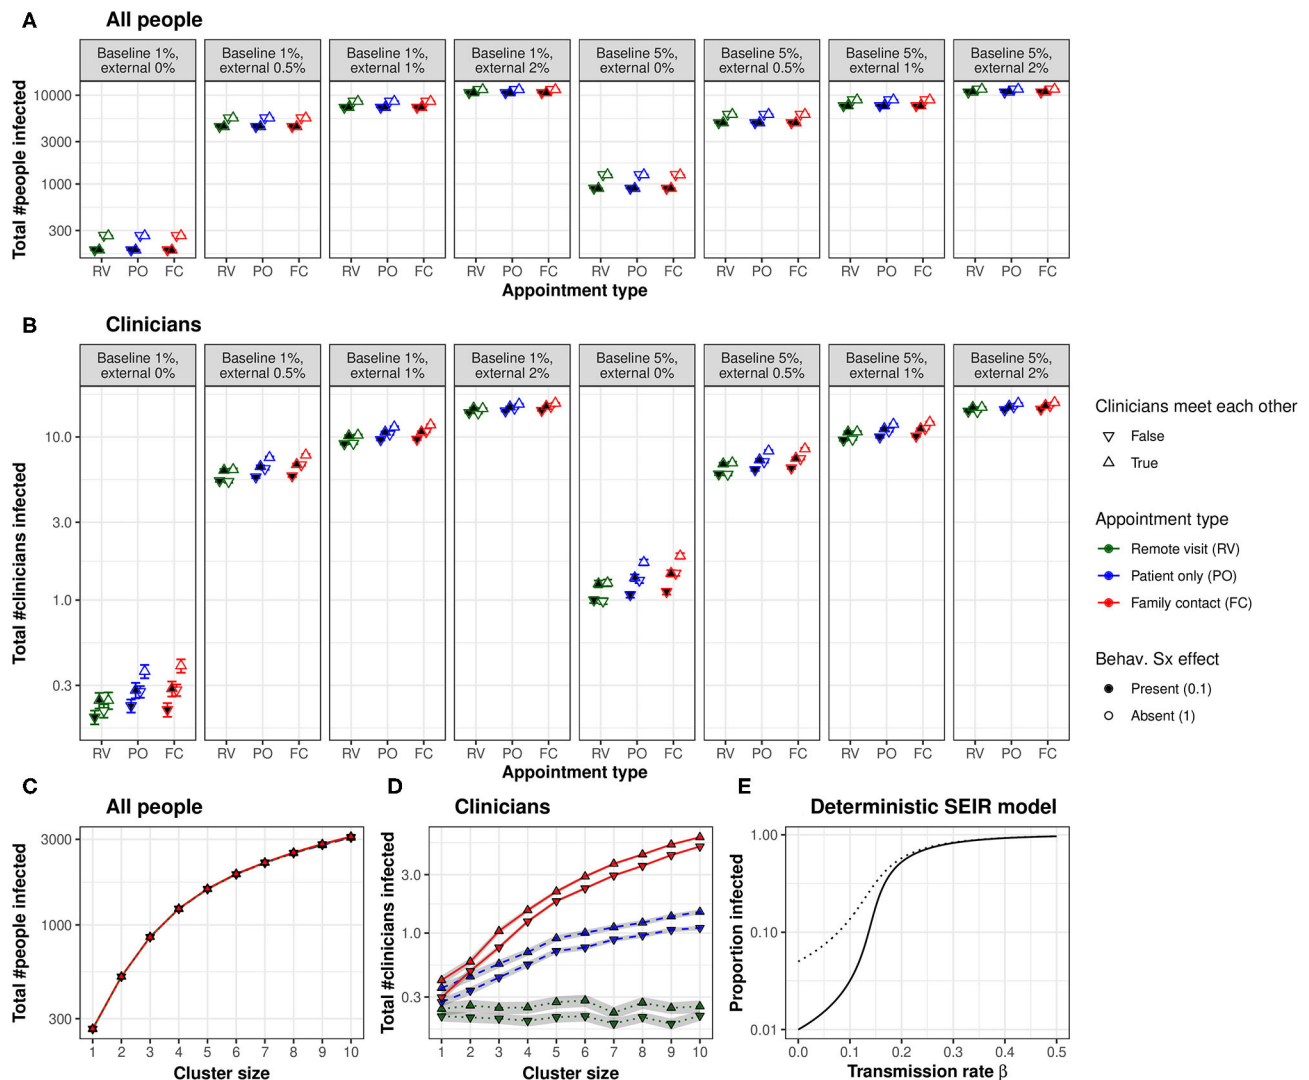 A
All people
Baseline 1%, external 0%
Baseline 1%, external 0.5%
Baseline 1%, external 1%
Baseline 1%, external 2%
Baseline 5%, external 0%
Baseline 5%, external 0.5%
Baseline 5%, external 1%
Baseline 5%, external 2%
Total #people infected
10000
3000
1000
300
RV PO FC RV PO FC RV PO FC RV PO FC RV PO FC RV PO FC RV PO FC RV PO FC
Appointment type
B
Clinicians
Baseline 1%, external 0%
Baseline 1%, external 0.5%
Baseline 1%, external 1%
Baseline 1%, external 2%
Baseline 5%, external 0%
Baseline 5%, external 0.5%
Baseline 5%, external 1%
Baseline 5%, external 2%
Total #clinicians infected
10.0
3.0
1.0
0.3
RV PO FC RV PO FC RV PO FC RV PO FC RV PO FC RV PO FC RV PO FC RV PO FC
Appointment type
Clinicians meet each other
False
True
Appointment type
Remote visit (RV)
Patient only (PO)
Family contact (FC)
Behav. Sx effect
Present (0.1)
Absent (1)
C
All people
Total #people infected
3000
1000
300
1 2 3 4 5 6 7 8 9 10
Cluster size
D
Clinicians
Total #clinicians infected
3.0
1.0
0.3
1 2 3 4 5 6 7 8 9 10
Cluster size
E
Deterministic SEIR model
Proportion infected
1.00
0.10
0.01
0.0 0.1 0.2 0.3 0.4 0.5
Transmission rate β